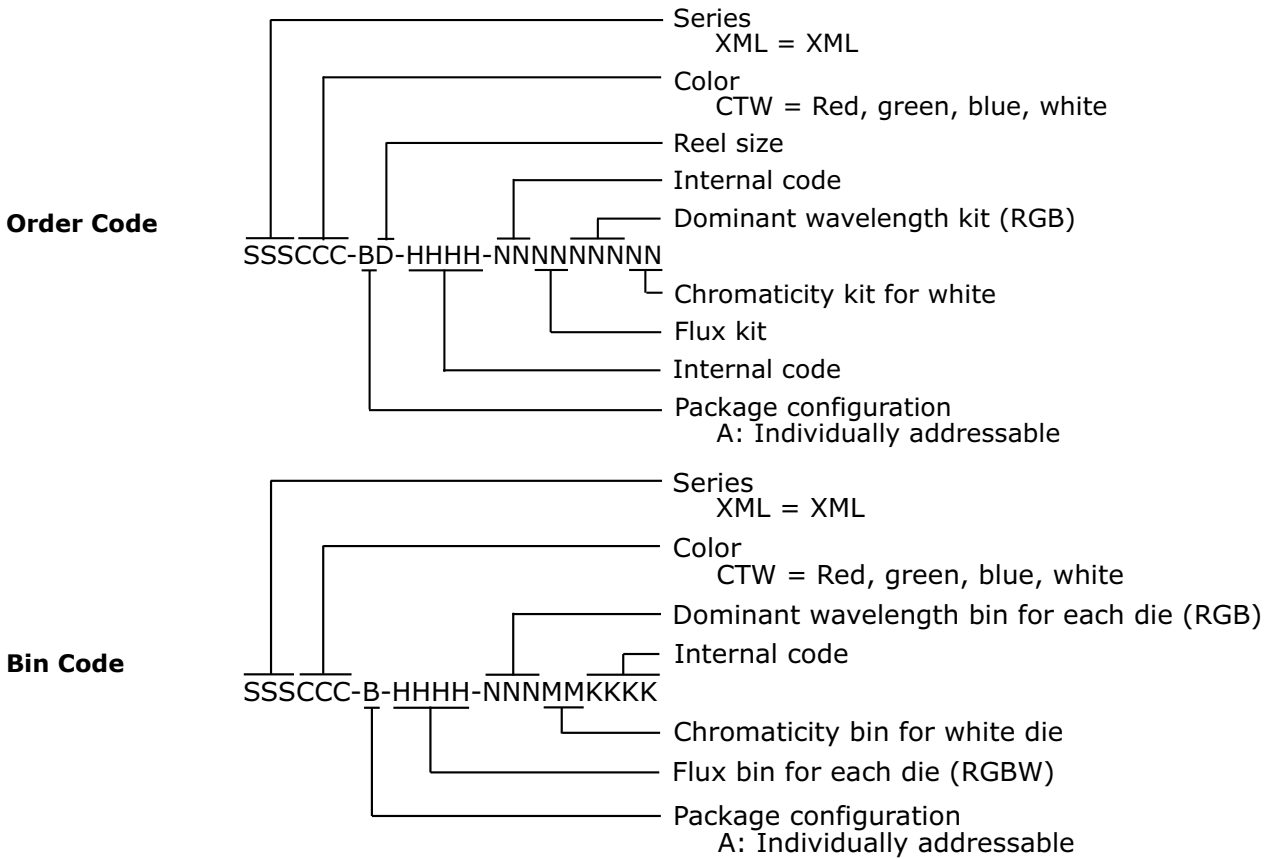 Series
XML = XML
Color
CTW = Red, green, blue, white
Reel size
Internal code
Dominant wavelength kit (RGB)
Order Code
SSSCCC-BD-HHHH-NNNNNNNNN
Chromaticity kit for white
Flux kit
Internal code
Package configuration
A: Individually addressable
Series
XML = XML
Color
CTW = Red, green, blue, white
Dominant wavelength bin for each die (RGB)
Internal code
Bin Code
SSSCCC-B-HHHH-NNNMMKKKK
Chromaticity bin for white die
Flux bin for each die (RGBW)
Package configuration
A: Individually addressable